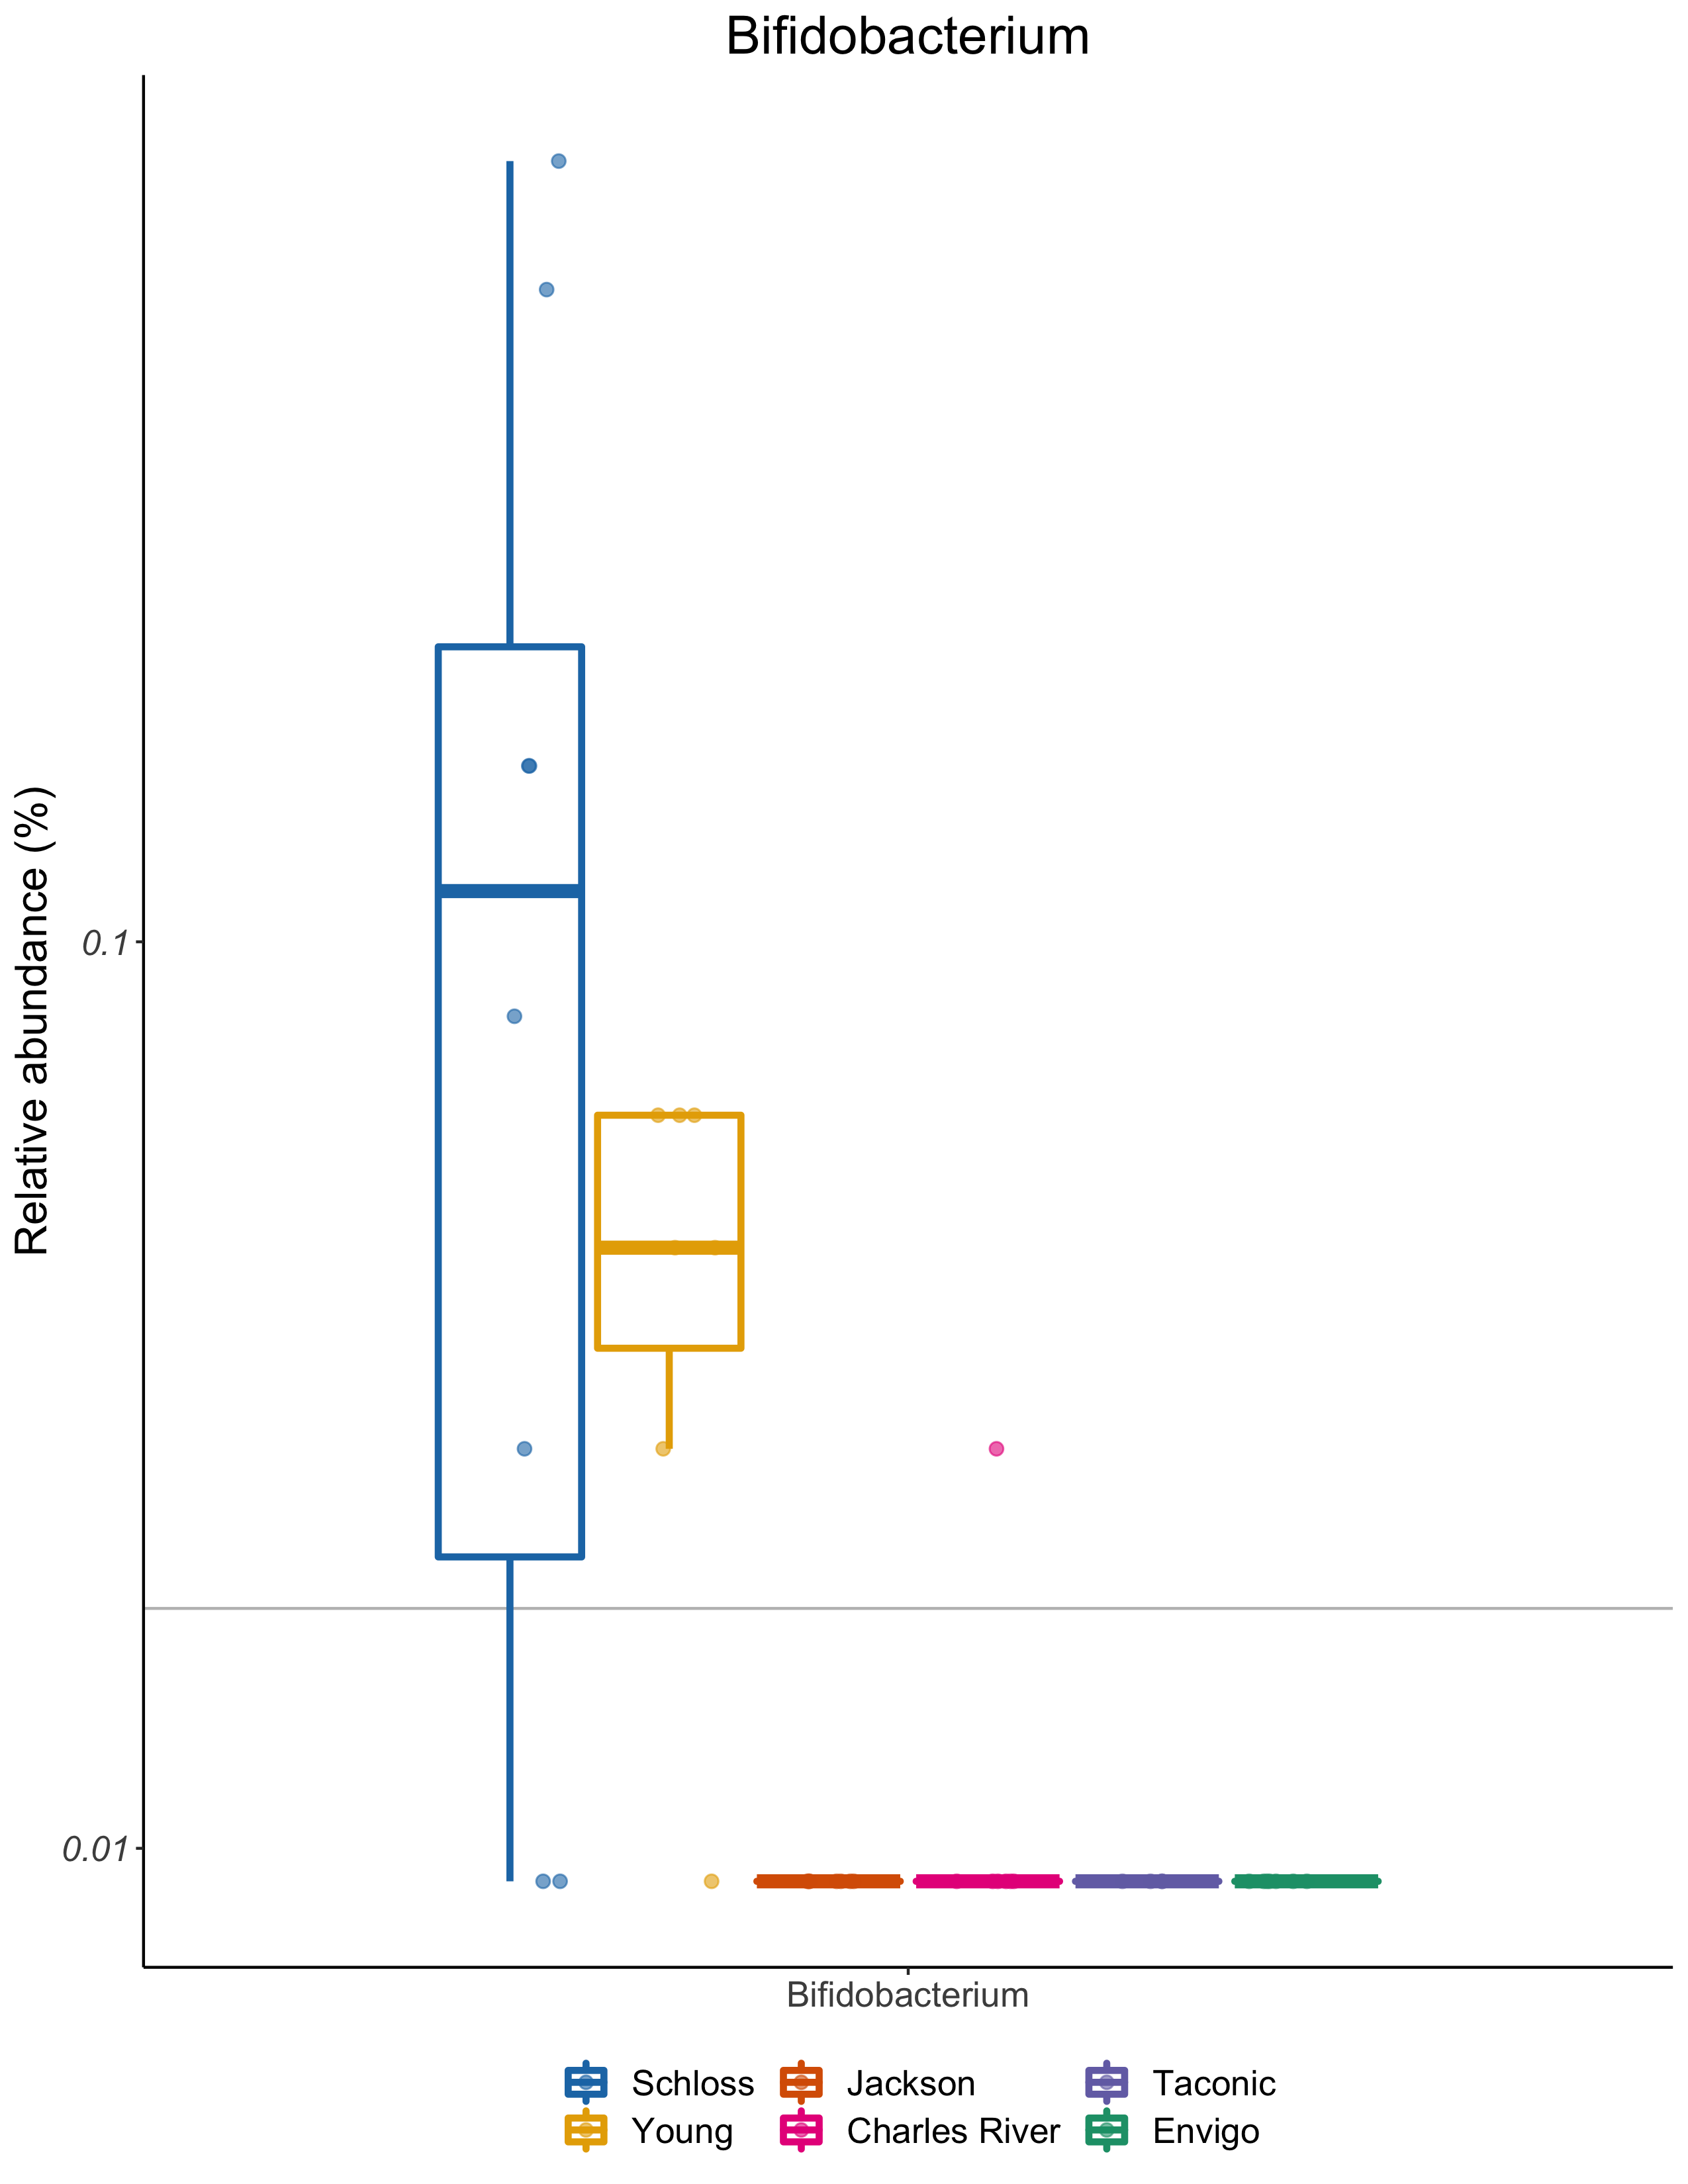 Bifidobacterium
Relative abundance (%)
0.1
0.01
Bifidobacterium
Schloss
Jackson
Taconic
Young
Charles River
Envigo